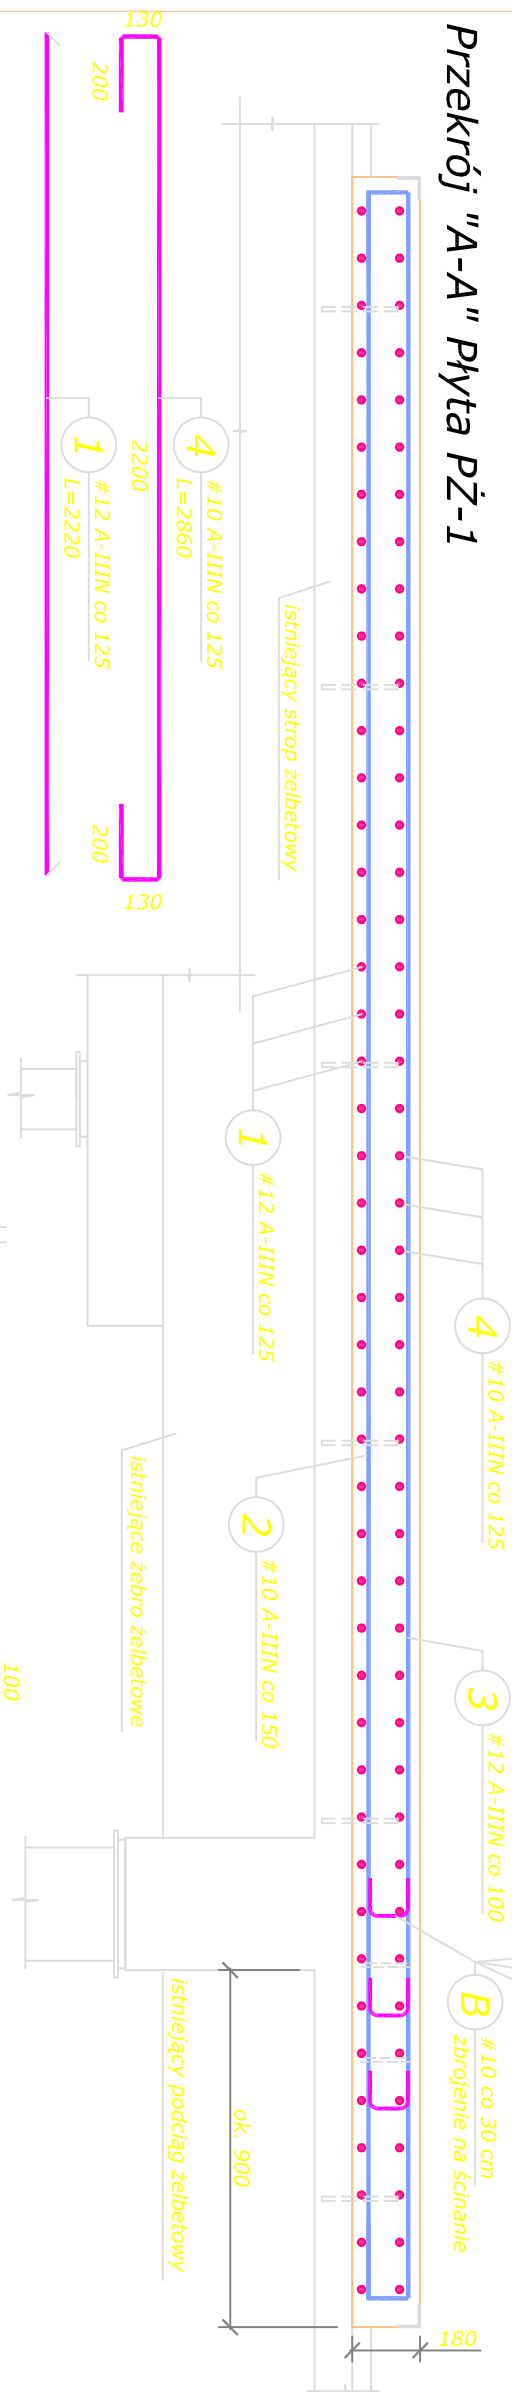 Przekrój "A-A" Płyta PŻ-1
4
#10 A-IIIN co 125
3
#12 A-IIIN co 100
B
#10 co 30 cm
zbrojenie na ścinanie
180
istniejący strop żelbetowy
1
#12 A-IIIN co 125
2
#10 A-IIIN co 150
ok. 900
istniejące żebro żelbetowe
istniejący podciąg żelbetowy
130
200
4
#10 A-IIIN co 125
L=2860
2200
200
130
1
#12 A-IIIN co 125
L=2220
100